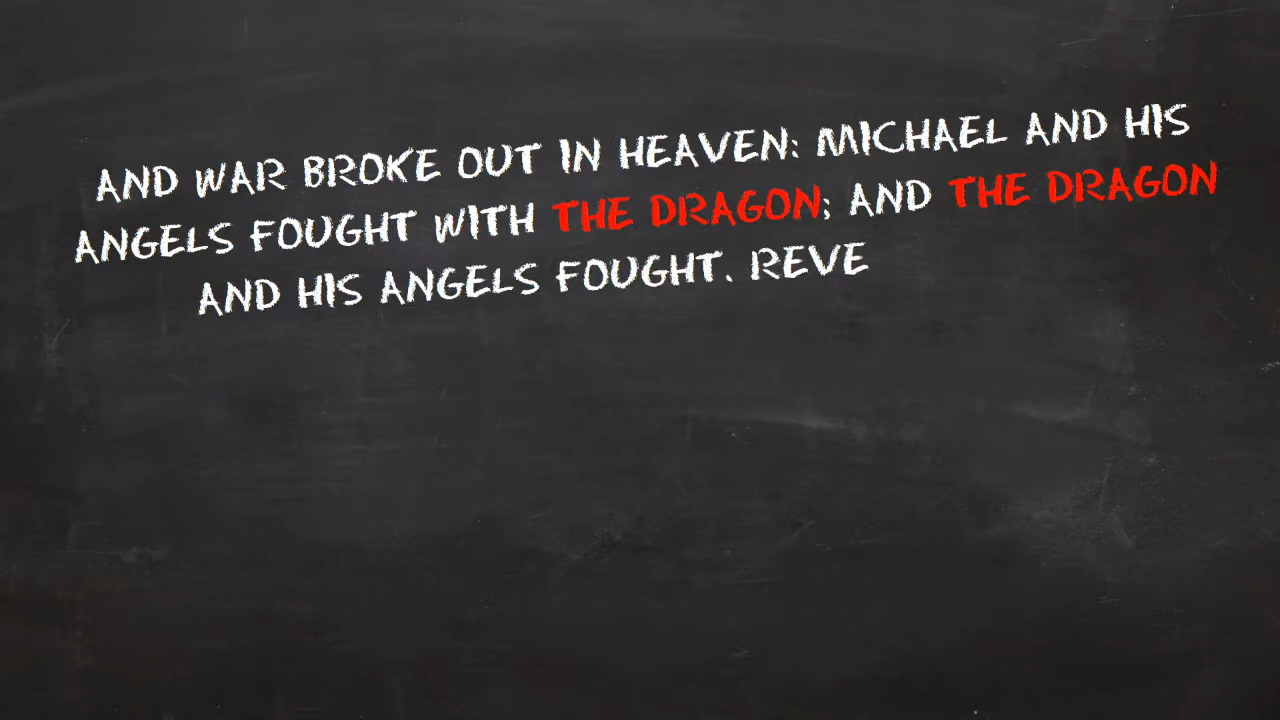 AND WAR BROKE OUT IN HEAVEN: MICHAEL AND HIS
ANGELS FOUGHT WITH THE DRAGON; AND THE DRAGON
AND HIS ANGELS FOUGHT. REVE